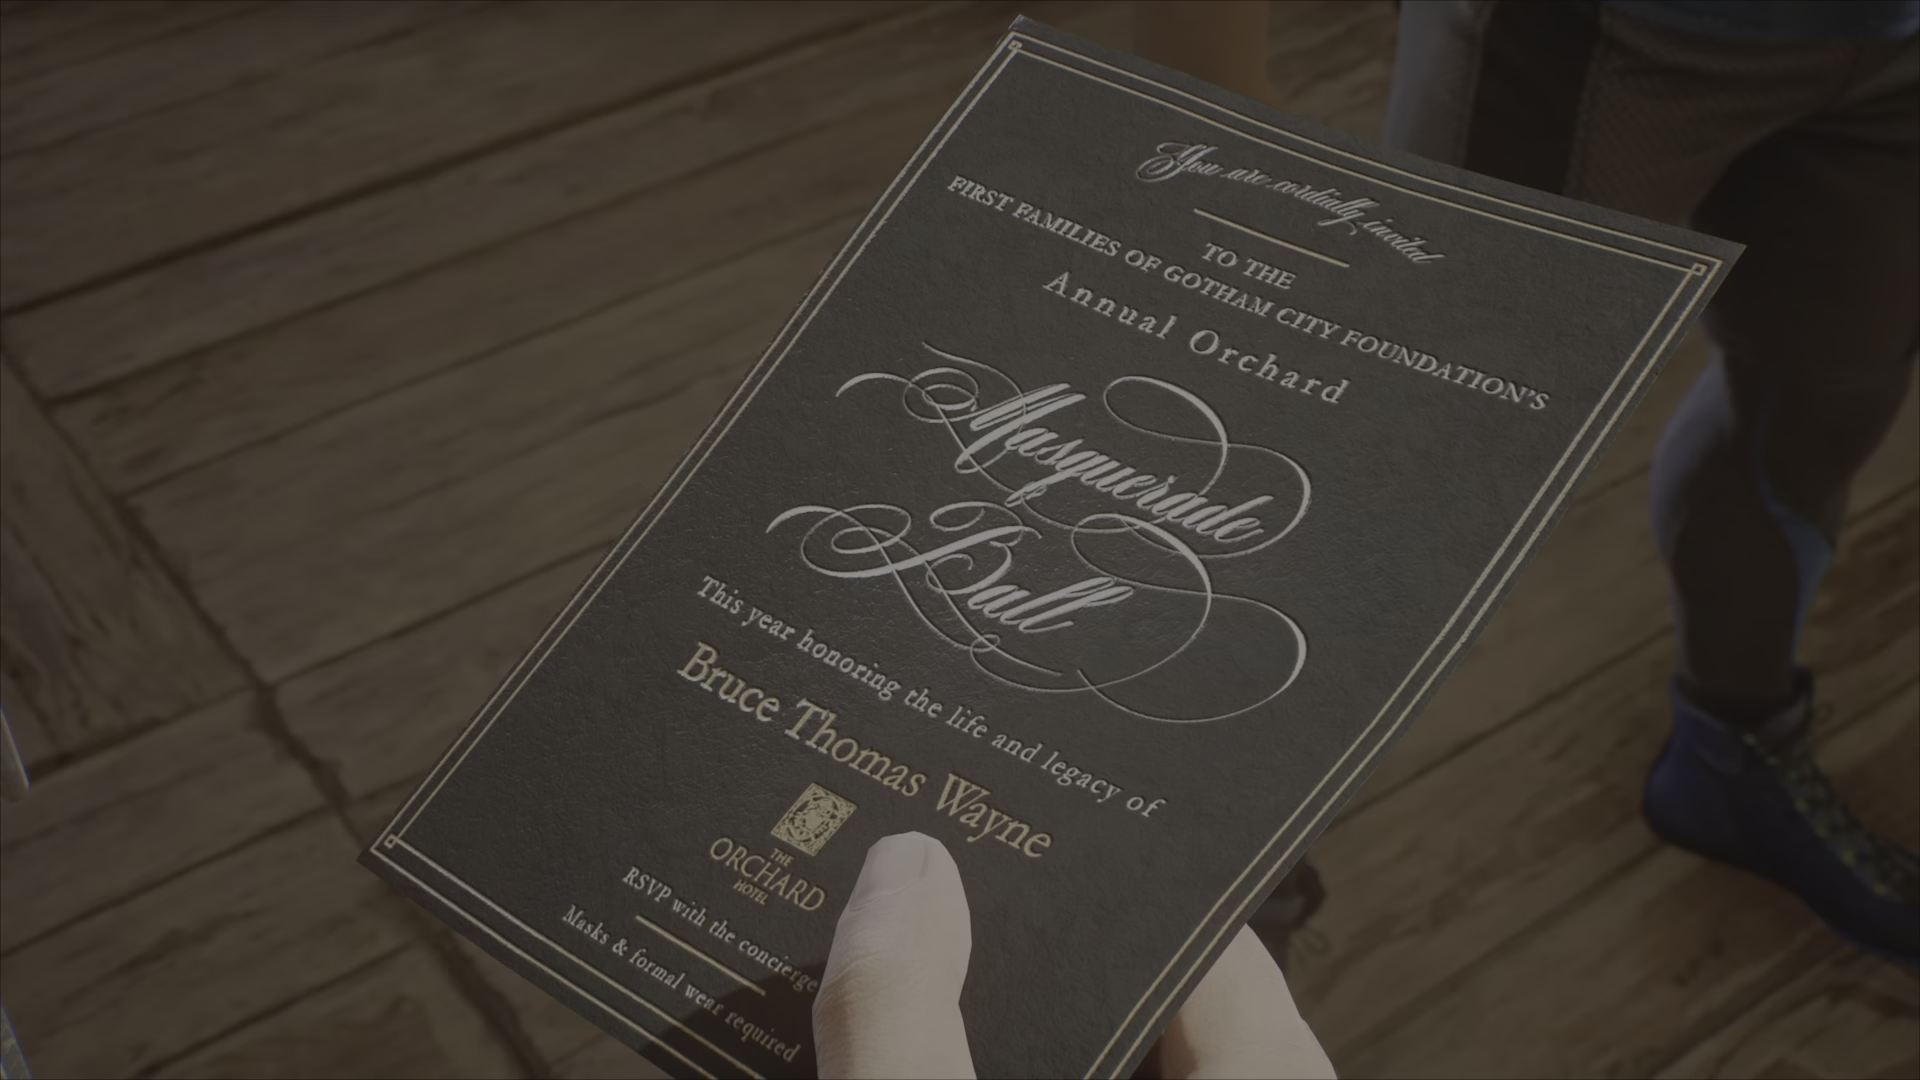 You are cordially invited
TO THE
FIRST FAMILIES OF GOTHAM CITY FOUNDATION'S
Annual Orchard
Masquerade
Ball
This year honoring the life and legacy of
Bruce Thomas Wayne
THE
ORCHARD
HOTEL
RSVP with the concierge
Masks & formal wear required